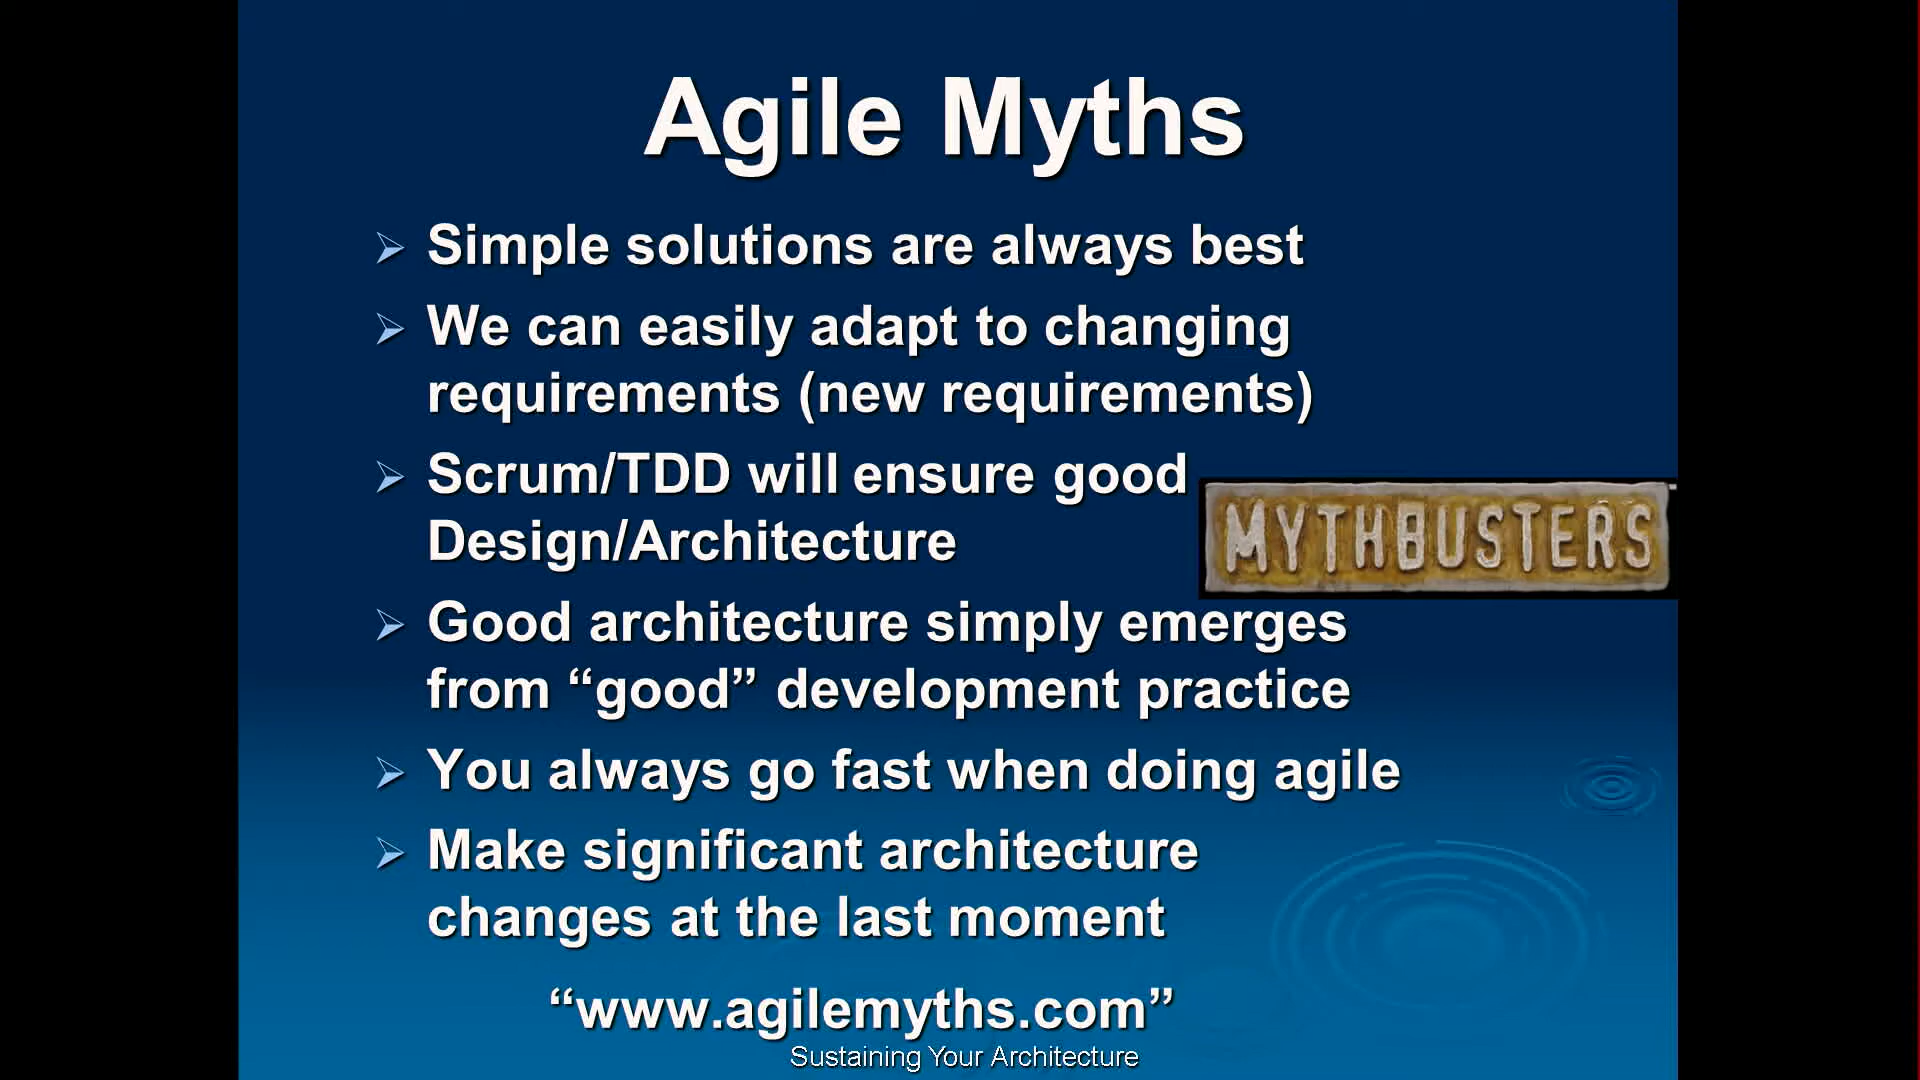 Agile Myths
Simple solutions are always best
We can easily adapt to changing
requirements (new requirements)
Scrum/TDD will ensure good
Design/Architecture
MYTHBUSTERS
Good architecture simply emerges
from “good” development practice
You always go fast when doing agile
Make significant architecture
changes at the last moment
“www.agilemyths.com”
Sustaining Your Architecture